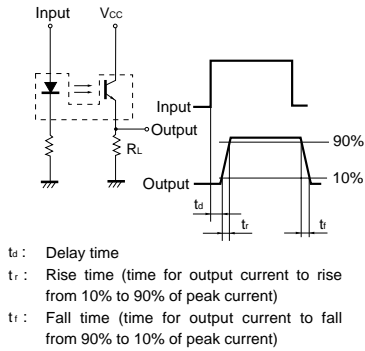 Input VCC
Input
Output
RL
90%
Output
10%
td
tr tf
td : Delay time
tr : Rise time (time for output current to rise
from 10% to 90% of peak current)
tf : Fall time (time for output current to fall
from 90% to 10% of peak current)